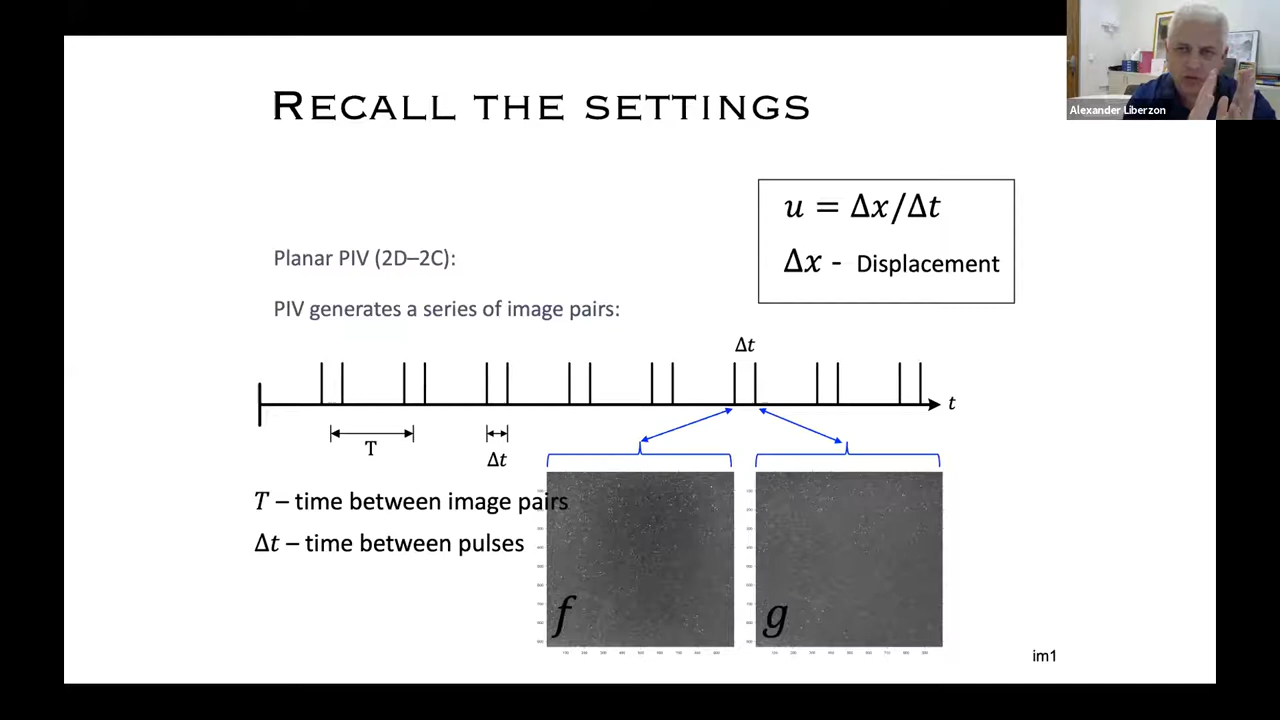 RECALL THE SETTINGS
Alexander Liberzon
u = Δx/Δt
Δx - Displacement
Planar PIV (2D–2C):
PIV generates a series of image pairs:
Δt
t
T
Δt
T – time between image pairs
Δt – time between pulses
f
g
im1